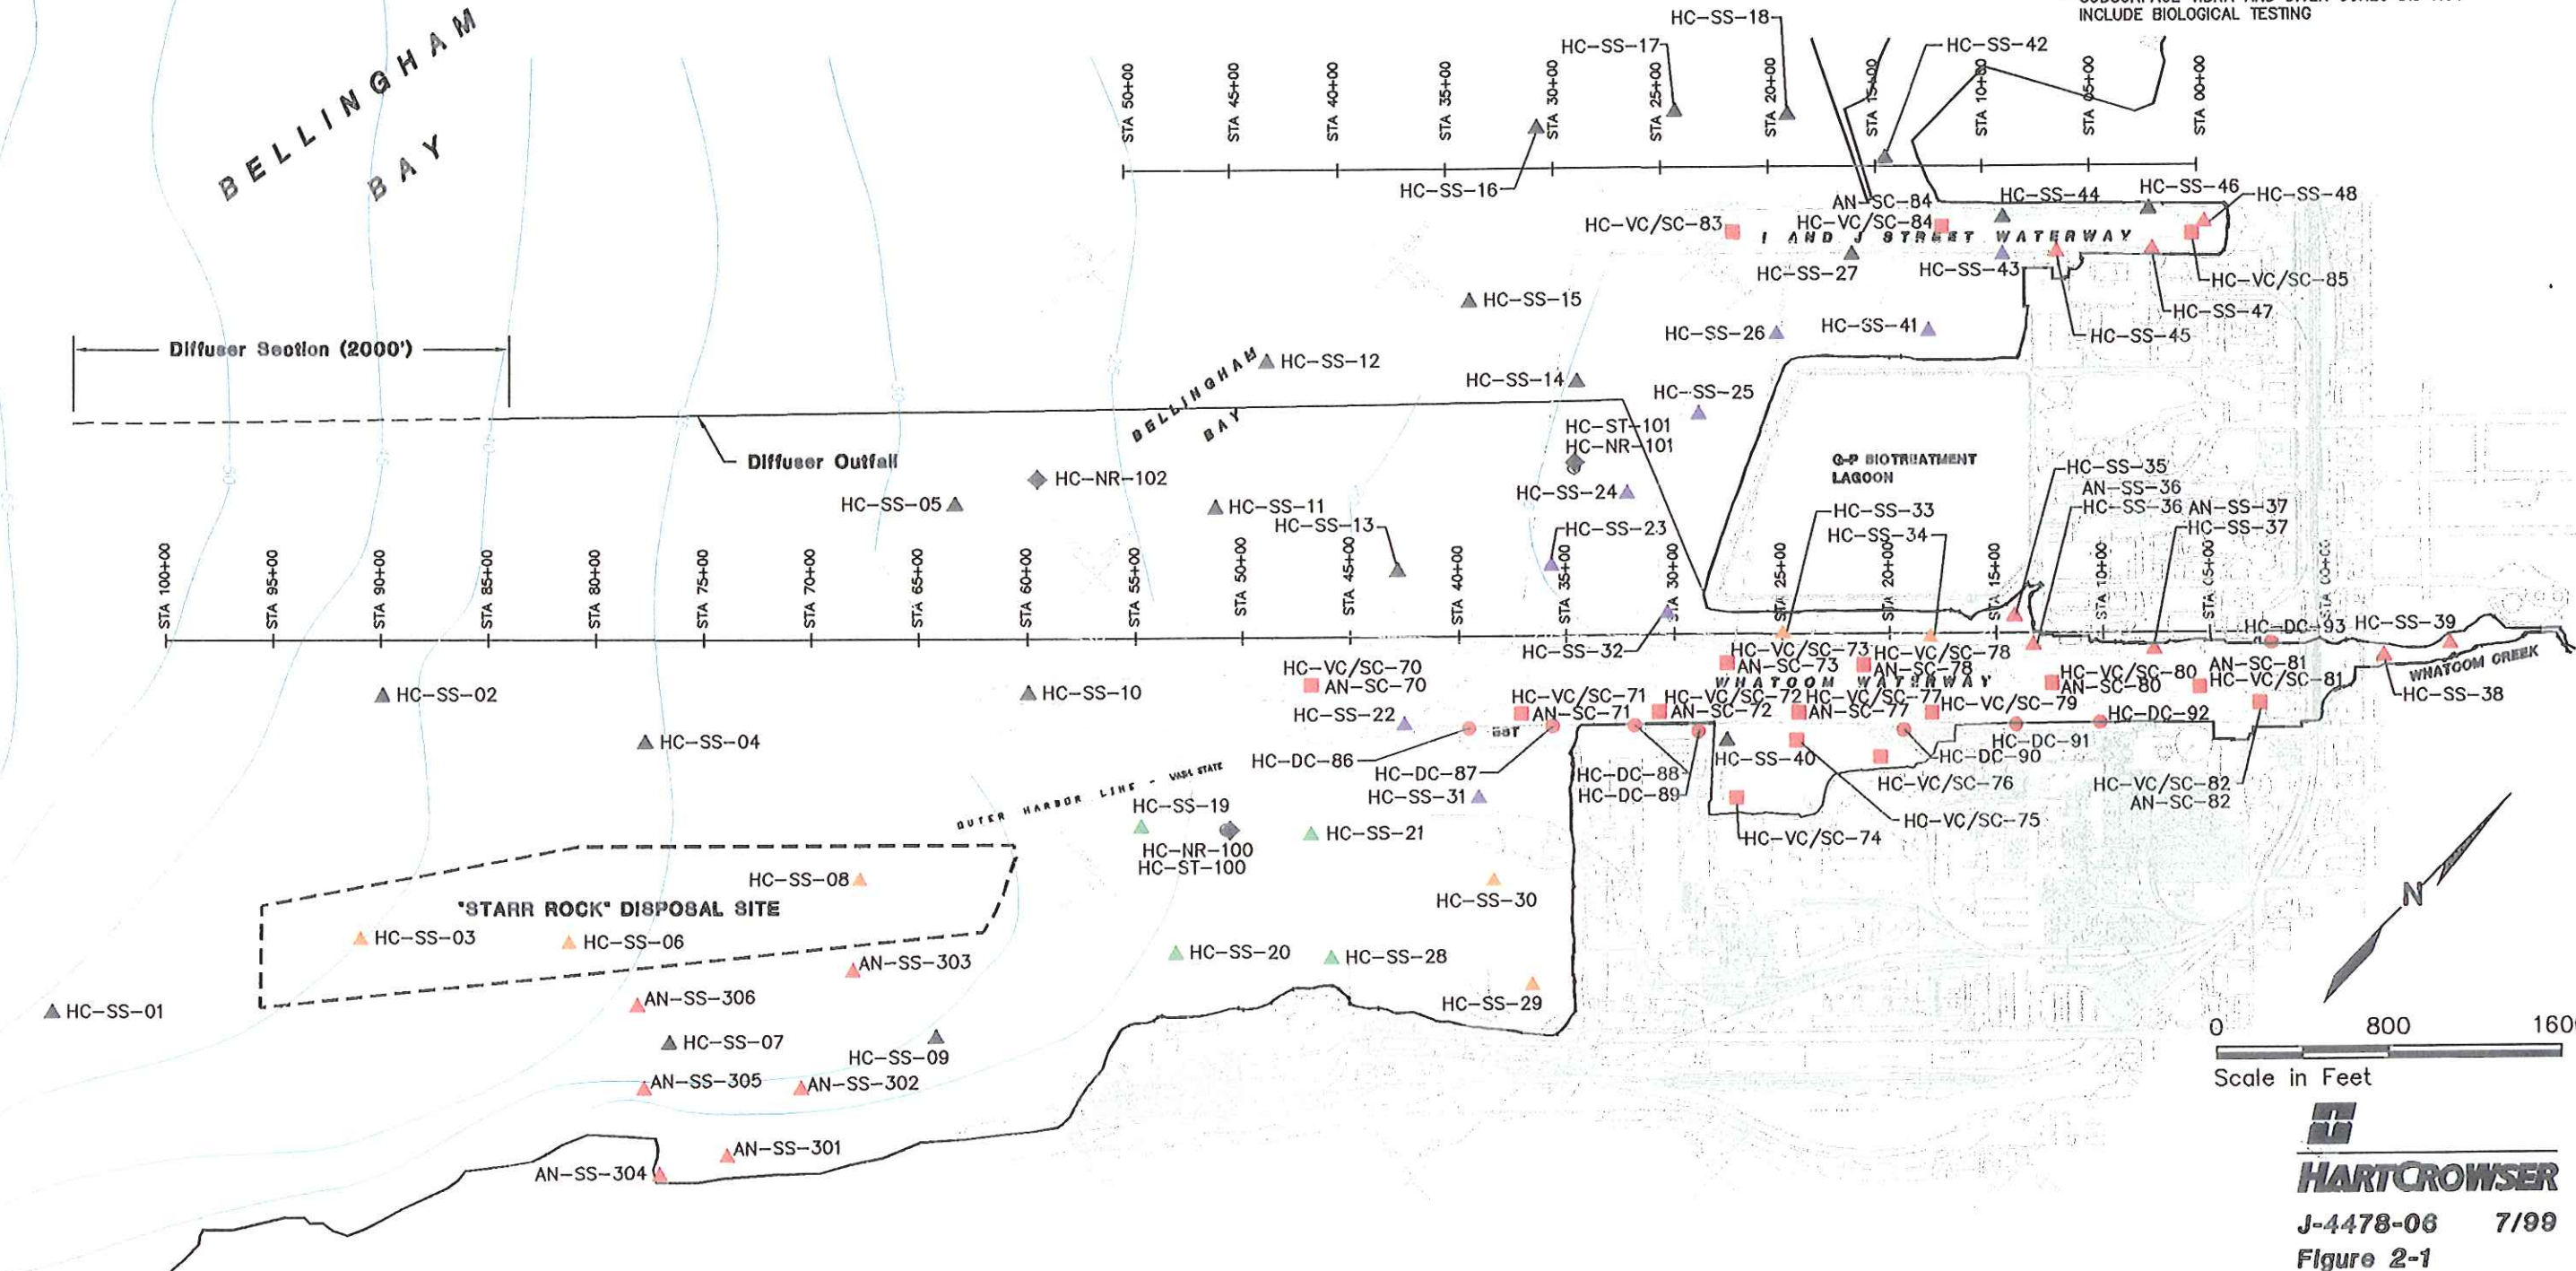 INCLUDE BIOLOGICAL TESTING
BELLINGHAM
BAY
HC-SS-18
HC-SS-17
HC-SS-42
STA 50+00
STA 45+00
STA 40+00
STA 35+00
STA 30+00
STA 25+00
STA 20+00
STA 15+00
STA 10+00
STA 05+00
STA 00+00
HC-SS-16
AN-SC-84
HC-SS-44
HC-SS-46
HC-SS-48
HC-VC/SC-83
HC-VC/SC-84
I AND J STREET WATERWAY
HC-SS-27
HC-SS-43
HC-VC/SC-85
HC-SS-15
HC-SS-47
HC-SS-26
HC-SS-41
HC-SS-45
Diffuser Section (2000')
HC-SS-12
BELLINGHAM
BAY
HC-SS-14
HC-SS-25
HC-ST-101
HC-NR-101
Diffuser Outfall
G-P BIOTREATMENT
LAGOON
HC-SS-35
AN-SS-36
HC-SS-36
AN-SS-37
HC-SS-37
HC-NR-102
HC-SS-05
HC-SS-11
HC-SS-24
HC-SS-13
HC-SS-23
HC-SS-33
HC-SS-34
STA 100+00
STA 95+00
STA 90+00
STA 85+00
STA 80+00
STA 75+00
STA 70+00
STA 65+00
STA 60+00
STA 55+00
STA 50+00
STA 45+00
STA 40+00
STA 35+00
STA 30+00
STA 25+00
STA 20+00
STA 15+00
STA 10+00
STA 05+00
STA 00+00
HC-DC-93
HC-SS-39
HC-SS-32
HC-VC/SC-73
AN-SC-73
HC-VC/SC-78
AN-SC-78
WHATCOM CREEK
HC-VC/SC-70
AN-SC-70
WHATCOM WATERWAY
HC-VC/SC-80
AN-SC-80
AN-SC-81
HC-VC/SC-81
HC-SS-38
HC-SS-02
HC-SS-10
HC-SS-22
HC-VC/SC-71
AN-SC-71
HC-VC/SC-72
AN-SC-72
HC-VC/SC-77
AN-SC-77
HC-VC/SC-79
HC-DC-92
HC-SS-04
HC-DC-86
HC-DC-87
HC-DC-88
HC-DC-89
HC-SS-40
HC-DC-91
HC-DC-90
HC-VC/SC-76
HC-VC/SC-82
AN-SC-82
OUTER HARBOR LINE - WASH STATE
HC-SS-31
HC-SS-19
HC-NR-100
HC-ST-100
HC-SS-21
HC-VC/SC-75
HC-VC/SC-74
HC-SS-08
HC-SS-30
N
"STARR ROCK" DISPOSAL SITE
HC-SS-03
HC-SS-06
HC-SS-20
HC-SS-28
AN-SS-303
AN-SS-306
HC-SS-29
HC-SS-01
HC-SS-07
HC-SS-09
AN-SS-305
AN-SS-302
AN-SS-301
AN-SS-304
0 800
Scale in Feet
HARTCROWSER
J-4478-06 7/99
Figure 2-1